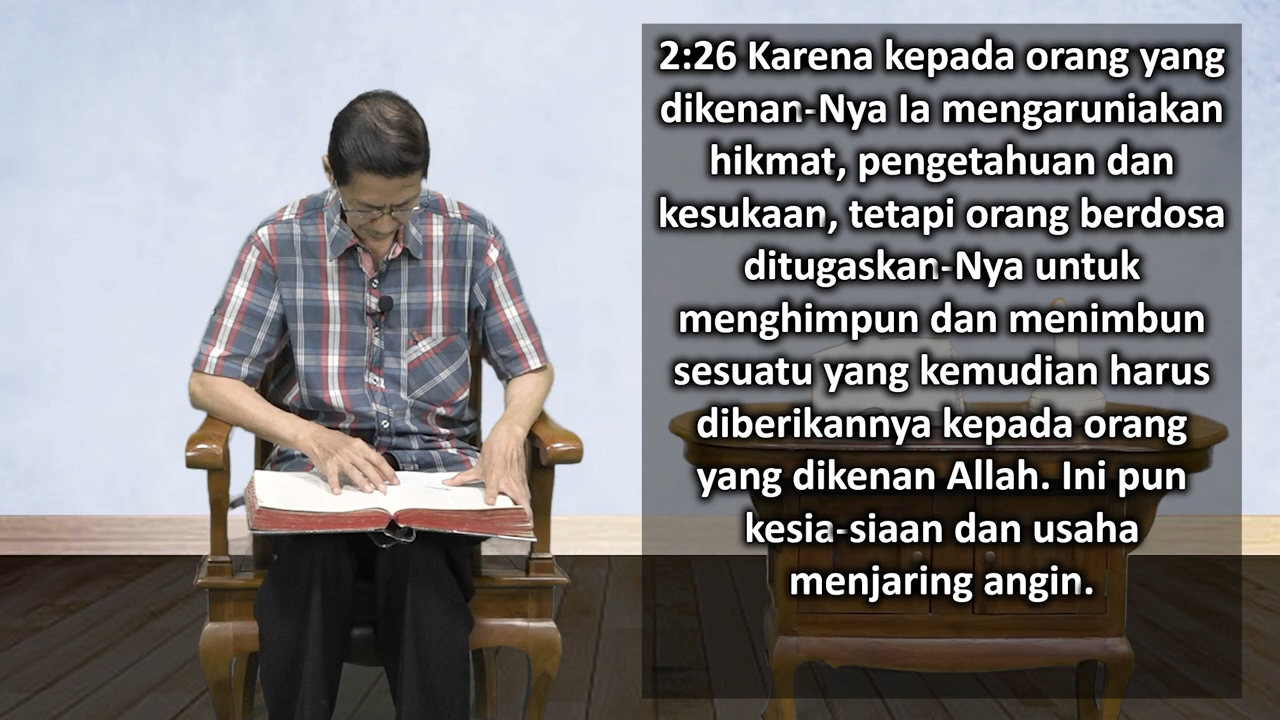 2:26 Karena kepada orang yang
dikenan-Nya Ia mengaruniakan
hikmat, pengetahuan dan
kesukaan, tetapi orang berdosa
ditugaskan-Nya untuk
menghimpun dan menimbun
sesuatu yang kemudian harus
diberikannya kepada orang
yang dikenan Allah. Ini pun
kesia-siaan dan usaha
menjaring angin.